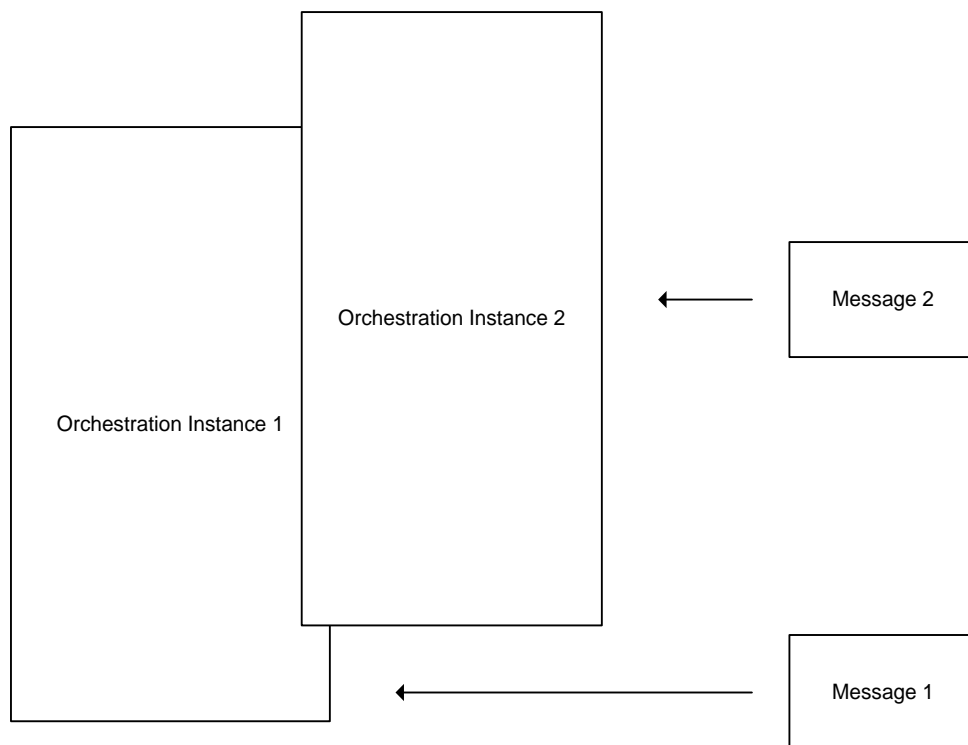 Orchestration Instance 2
Message 2
Orchestration Instance 1
Message 1